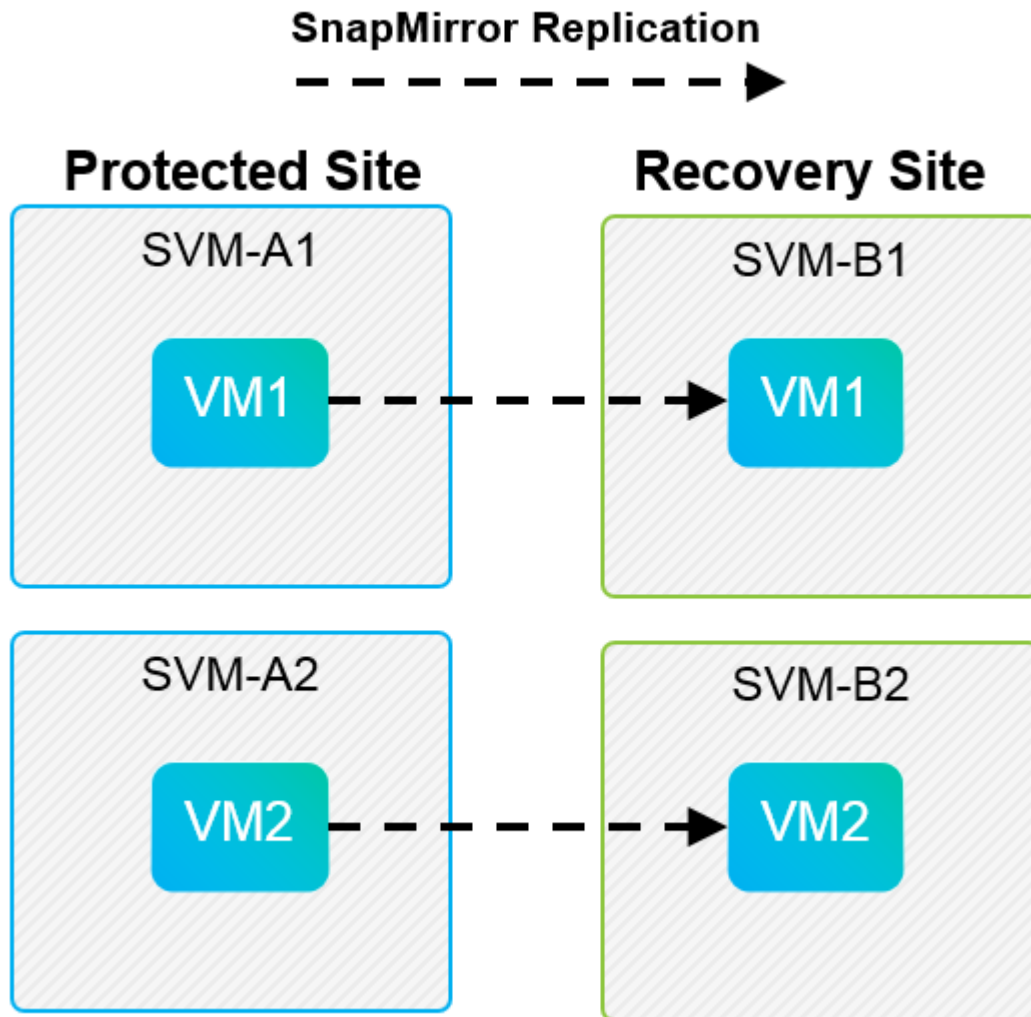 SnapMirror Replication
Protected Site
Recovery Site
SVM-A1
SVM-B1
VM1
VM1
SVM-A2
SVM-B2
VM2
VM2